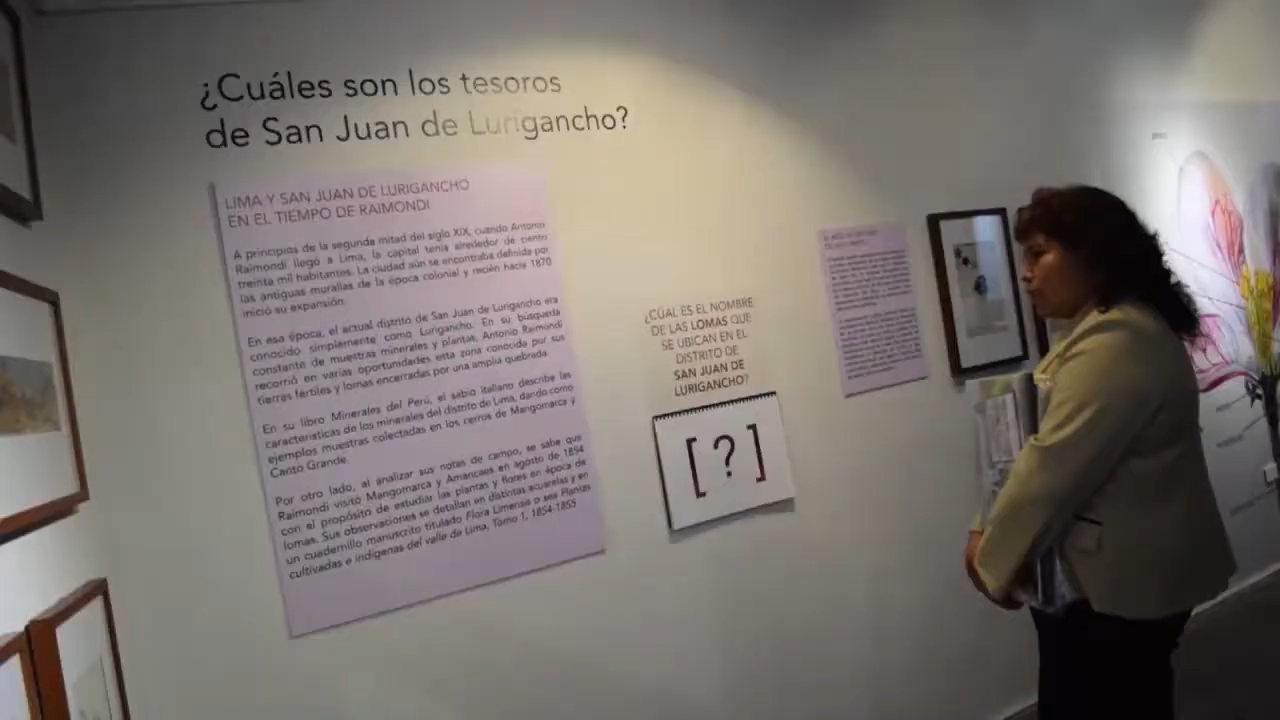 ¿Cuáles son los tesoros
de San Juan de Lurigancho?
LIMA Y SAN JUAN DE LURIGANCHO
EN EL TIEMPO DE RAIMONDI
A principios de la segunda mitad del siglo XIX, cuando Antonio
Raimondi llegó a Lima, la capital tenía alrededor de ciento
treinta mil habitantes. La ciudad aún se encontraba definida por
las antiguas murallas de la época colonial y recién hacia 1870
inició su expansión.
En esa época, el actual distrito de San Juan de Lurigancho era
conocido simplemente como Lurigancho. En su búsqueda
constante de muestras minerales y plantas, Antonio Raimondi
recorrió en varias oportunidades esta zona conocida por sus
tierras fértiles y lomas encerradas por una amplia quebrada.
En su libro Minerales del Perú, el sabio italiano describe las
características de los minerales del distrito de Lima, dando como
ejemplos muestras colectadas en los cerros de Mangomarca y
Canto Grande.
Por otro lado, al analizar sus notas de campo, se sabe que
Raimondi visitó Mangomarca y Amancaes en agosto de 1854
con el propósito de estudiar las plantas y flores en época de
lomas. Sus observaciones se detallan en distintas acuarelas y en
un cuadernillo manuscrito titulado Flora Limensis o sea Plantas
cultivadas e indígenas del valle de Lima, Tomo 1, 1854-1855
¿CUÁL ES EL NOMBRE
DE LAS LOMAS QUE
SE UBICAN EN EL
DISTRITO DE
SAN JUAN DE
LURIGANCHO?
[?]